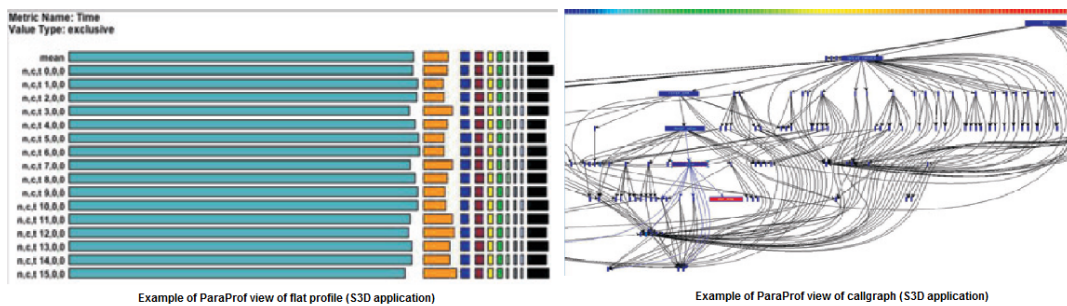 Metric Name: Time
Value Type: exclusive
mean
n,c,t 0,0,0
n,c,t 1,0,0
n,c,t 2,0,0
n,c,t 3,0,0
n,c,t 4,0,0
n,c,t 5,0,0
n,c,t 6,0,0
n,c,t 7,0,0
n,c,t 8,0,0
n,c,t 9,0,0
n,c,t 10,0,0
n,c,t 11,0,0
n,c,t 12,0,0
n,c,t 13,0,0
n,c,t 14,0,0
n,c,t 15,0,0
Example of ParaProf view of flat profile (S3D application)
Example of ParaProf view of callgraph (S3D application)